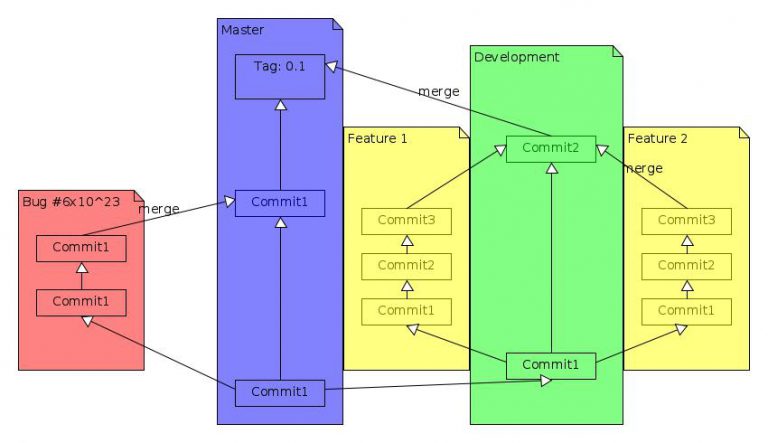 Master
Tag: 0.1
Development
merge
Feature 1
Commit2
Feature 2
merge
Bug #6x10^23
merge
Commit1
Commit3
Commit3
Commit1
Commit2
Commit2
Commit1
Commit1
Commit1
Commit1
Commit1